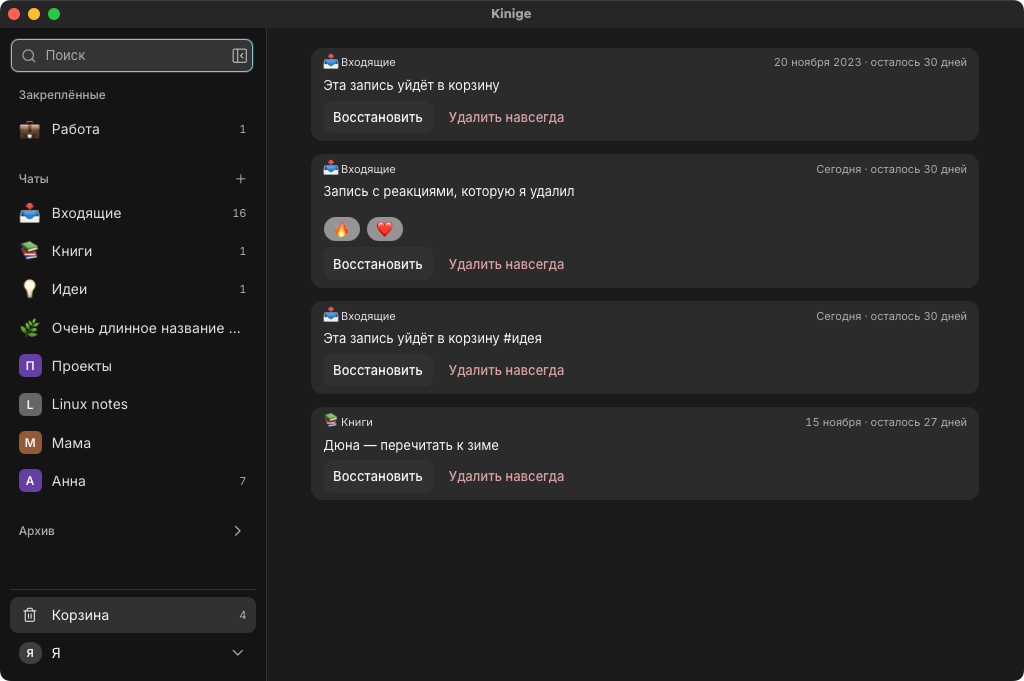 Kinige
Поиск
Закреплённые
Работа 1
Чаты
Входящие 16
Книги 1
Идеи 1
Очень длинное название ...
П Проекты
L Linux notes
М Мама
А Анна 7
Архив
Корзина 4
Я Я
Входящие 20 ноября 2023 · осталось 30 дней
Эта запись уйдёт в корзину
Восстановить Удалить навсегда
Входящие Сегодня · осталось 30 дней
Запись с реакциями, которую я удалил
Восстановить Удалить навсегда
Входящие Сегодня · осталось 30 дней
Эта запись уйдёт в корзину #идея
Восстановить Удалить навсегда
Книги 15 ноября · осталось 27 дней
Дюна — перечитать к зиме
Восстановить Удалить навсегда